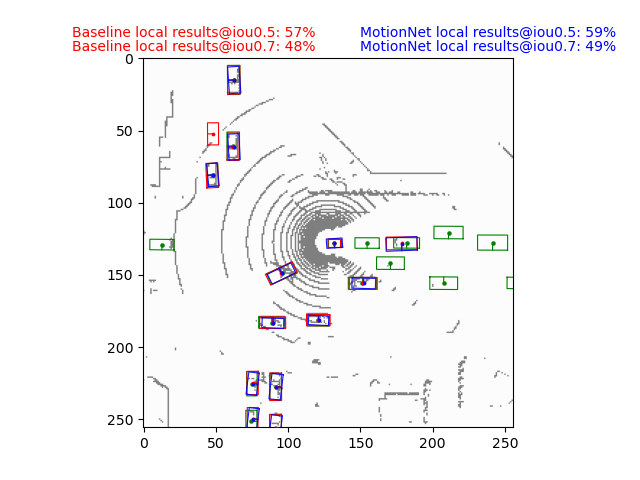 Baseline local results@iou0.5: 57% MotionNet local results@iou0.5: 59%
Baseline local results@iou0.7: 48% MotionNet local results@iou0.7: 49%
0
50
100
150
200
250
0 50 100 150 200 250